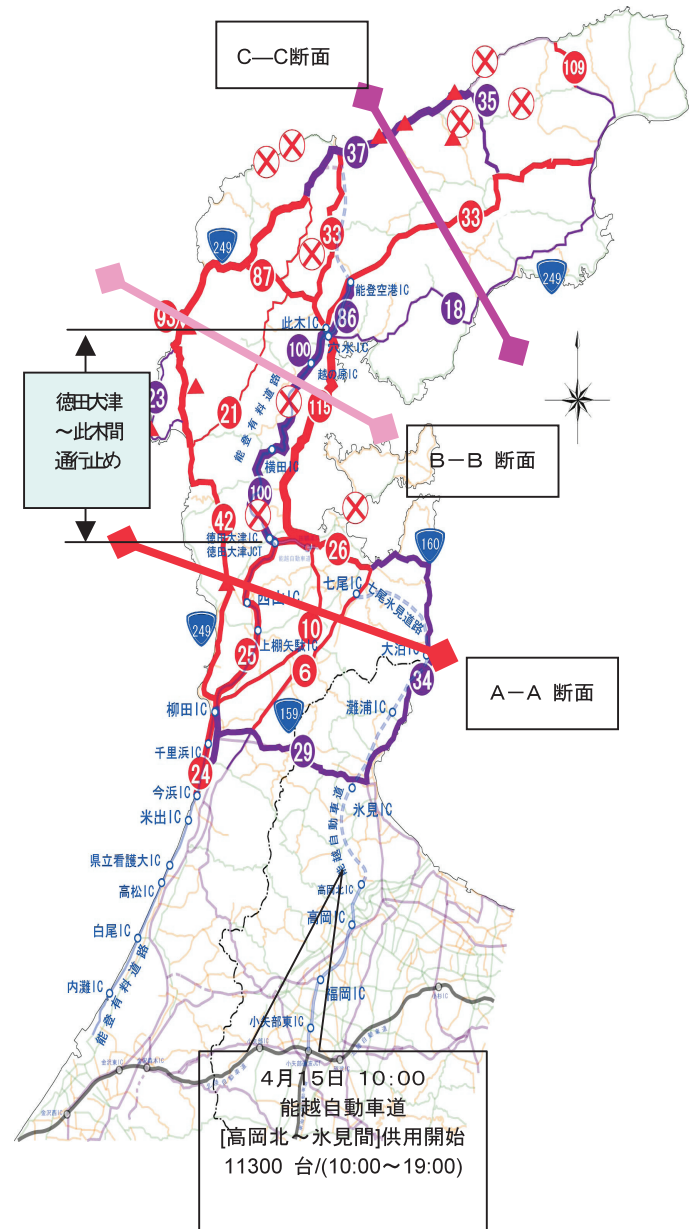 C―C断面
109
35
37
249
33
33
87
249
能登空港IC
93
此木IC
86
18
穴水IC
100
越の原IC
徳田大津
～此木間
通行止め
23
能登有料道路
21
115
横田IC
B－B 断面
100
42
徳田大津IC
徳田大津JCT
26
160
七尾IC
七尾氷見道路
西山IC
249
10
上棚矢駄IC
大泊IC
25
6
A－A 断面
34
柳田IC
159
灘浦IC
千里浜IC
29
24
今浜IC
氷見IC
米出IC
能越自動車道
県立看護大IC
高松IC
高岡北IC
高岡IC
白尾IC
内灘IC
能登有料道路
福岡IC
小矢部東IC
4月15日 10:00
能越自動車道
[高岡北～氷見間]供用開始
11300 台/(10:00～19:00)